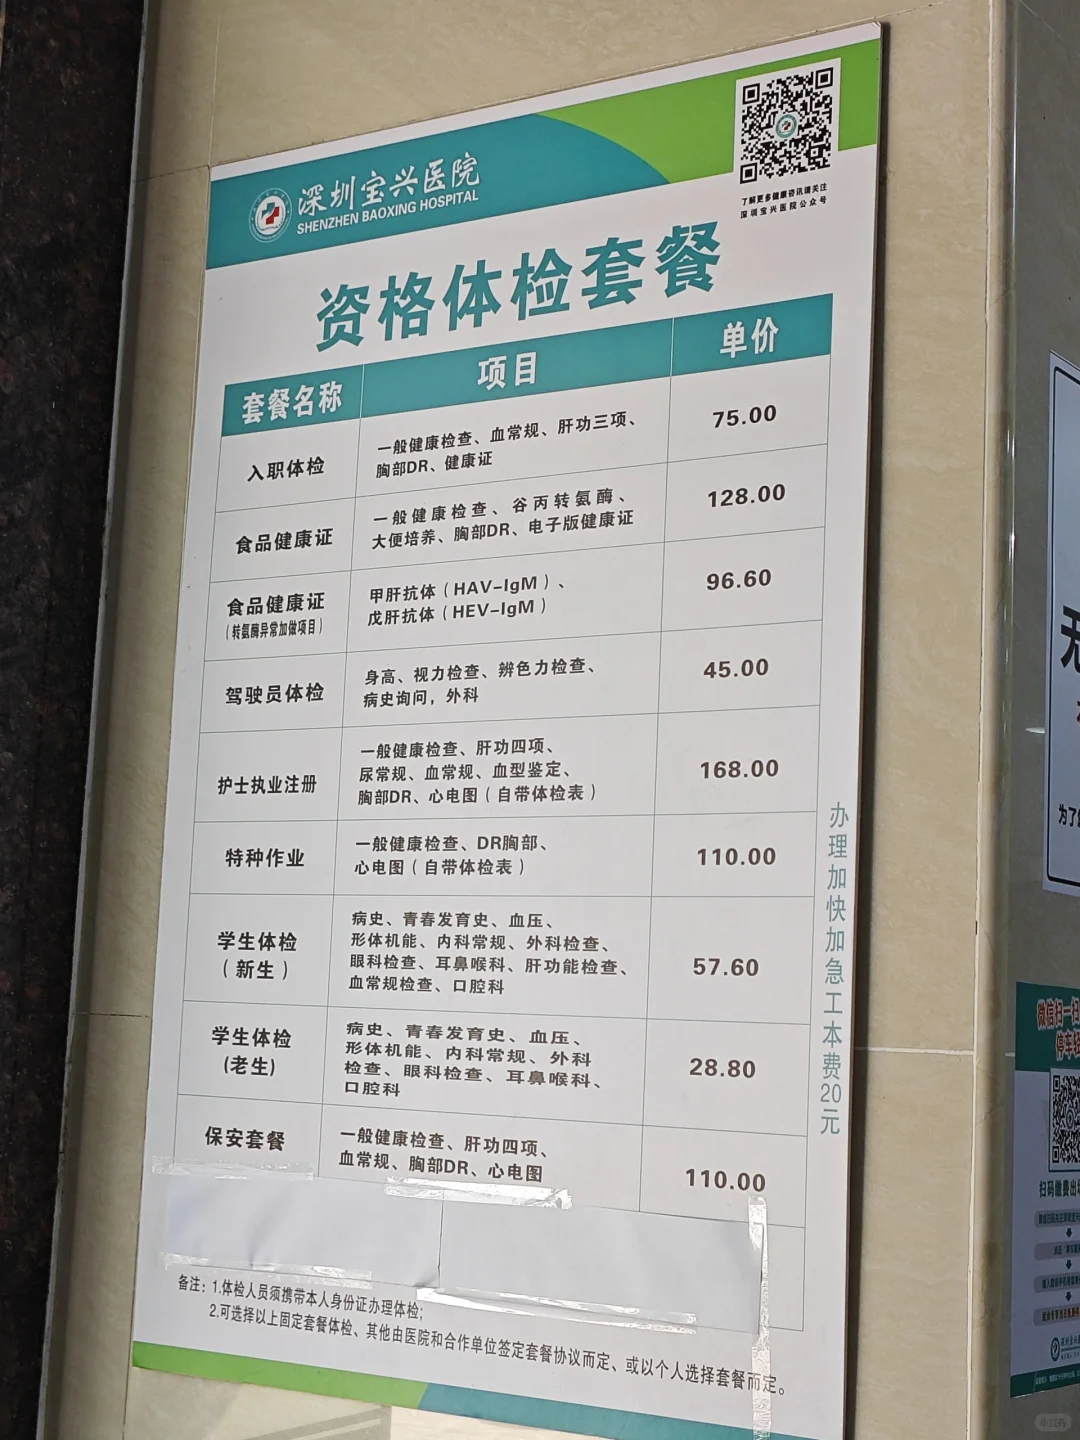 深圳宝兴医院
SHENZHEN BAOXING HOSPITAL
了解更多健康咨讯请关注
深圳宝兴医院公众号
资格体检套餐
套餐名称 项目 单价
入职体检 一般健康检查、血常规、肝功三项、 75.00
胸部DR、健康证
食品健康证 一般健康检查、谷丙转氨酶、 128.00
大便培养、胸部DR、电子版健康证
食品健康证 甲肝抗体（HAV-IgM）、 96.60
（转氨酶异常加做项目） 戊肝抗体（HEV-IgM）
驾驶员体检 身高、视力检查、辨色力检查、 45.00
病史询问，外科
护士执业注册 一般健康检查、肝功四项、 168.00
尿常规、血常规、血型鉴定、
胸部DR、心电图（自带体检表）
特种作业 一般健康检查、DR胸部、 110.00
心电图（自带体检表）
学生体检 病史、青春发育史、血压、 57.60
（新生） 形体机能、内科常规、外科检查、
眼科检查、耳鼻喉科、肝功能检查、
血常规检查、口腔科
学生体检 病史、青春发育史、血压、 28.80
(老生) 形体机能、内科常规、外科
检查、眼科检查、耳鼻喉科、
口腔科
保安套餐 一般健康检查、肝功四项、 110.00
血常规、胸部DR、心电图
办理加快加急工本费20元
备注：1.体检人员须携带本人身份证办理体检;
2.可选择以上固定套餐体检、其他由医院和合作单位签定套餐协议而定、或以个人选择套餐而定。
无
为了
微信扫一扫
停车
扫码缴费出
小红书